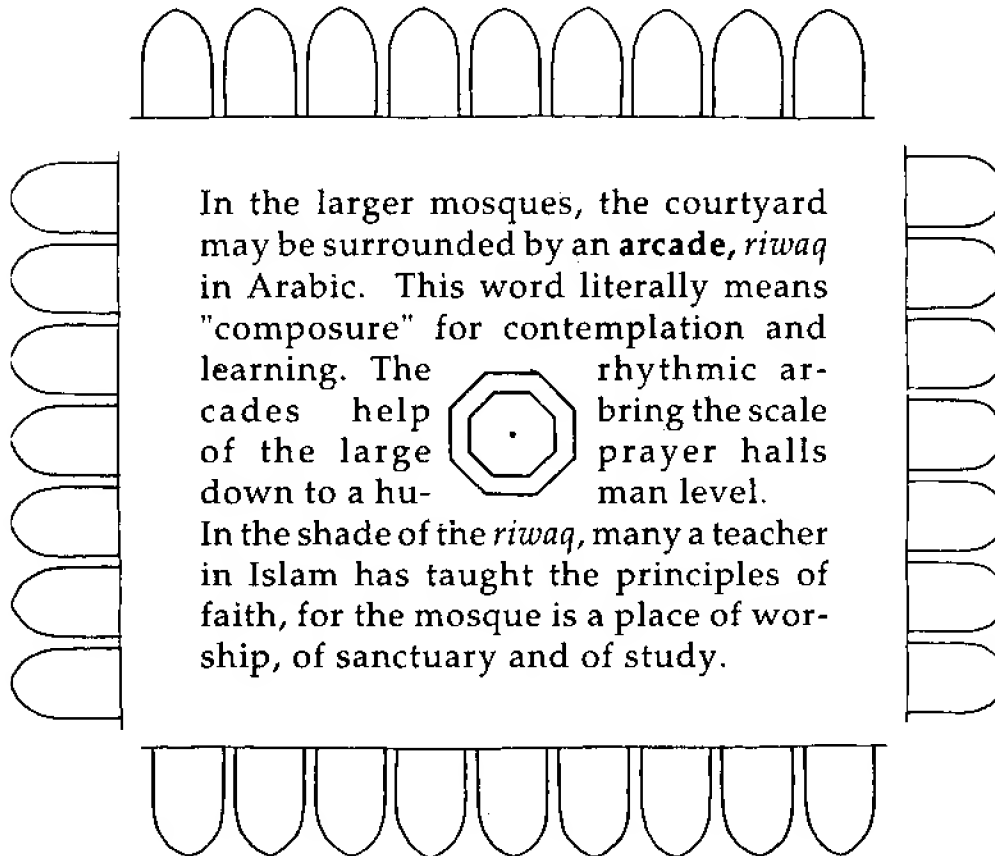 In the larger mosques, the courtyard
may be surrounded by an arcade, riwaq
in Arabic. This word literally means
"composure" for contemplation and
learning. The rhythmic ar-
cades help bring the scale
of the large prayer halls
down to a hu- man level.
In the shade of the riwaq, many a teacher
in Islam has taught the principles of
faith, for the mosque is a place of wor-
ship, of sanctuary and of study.